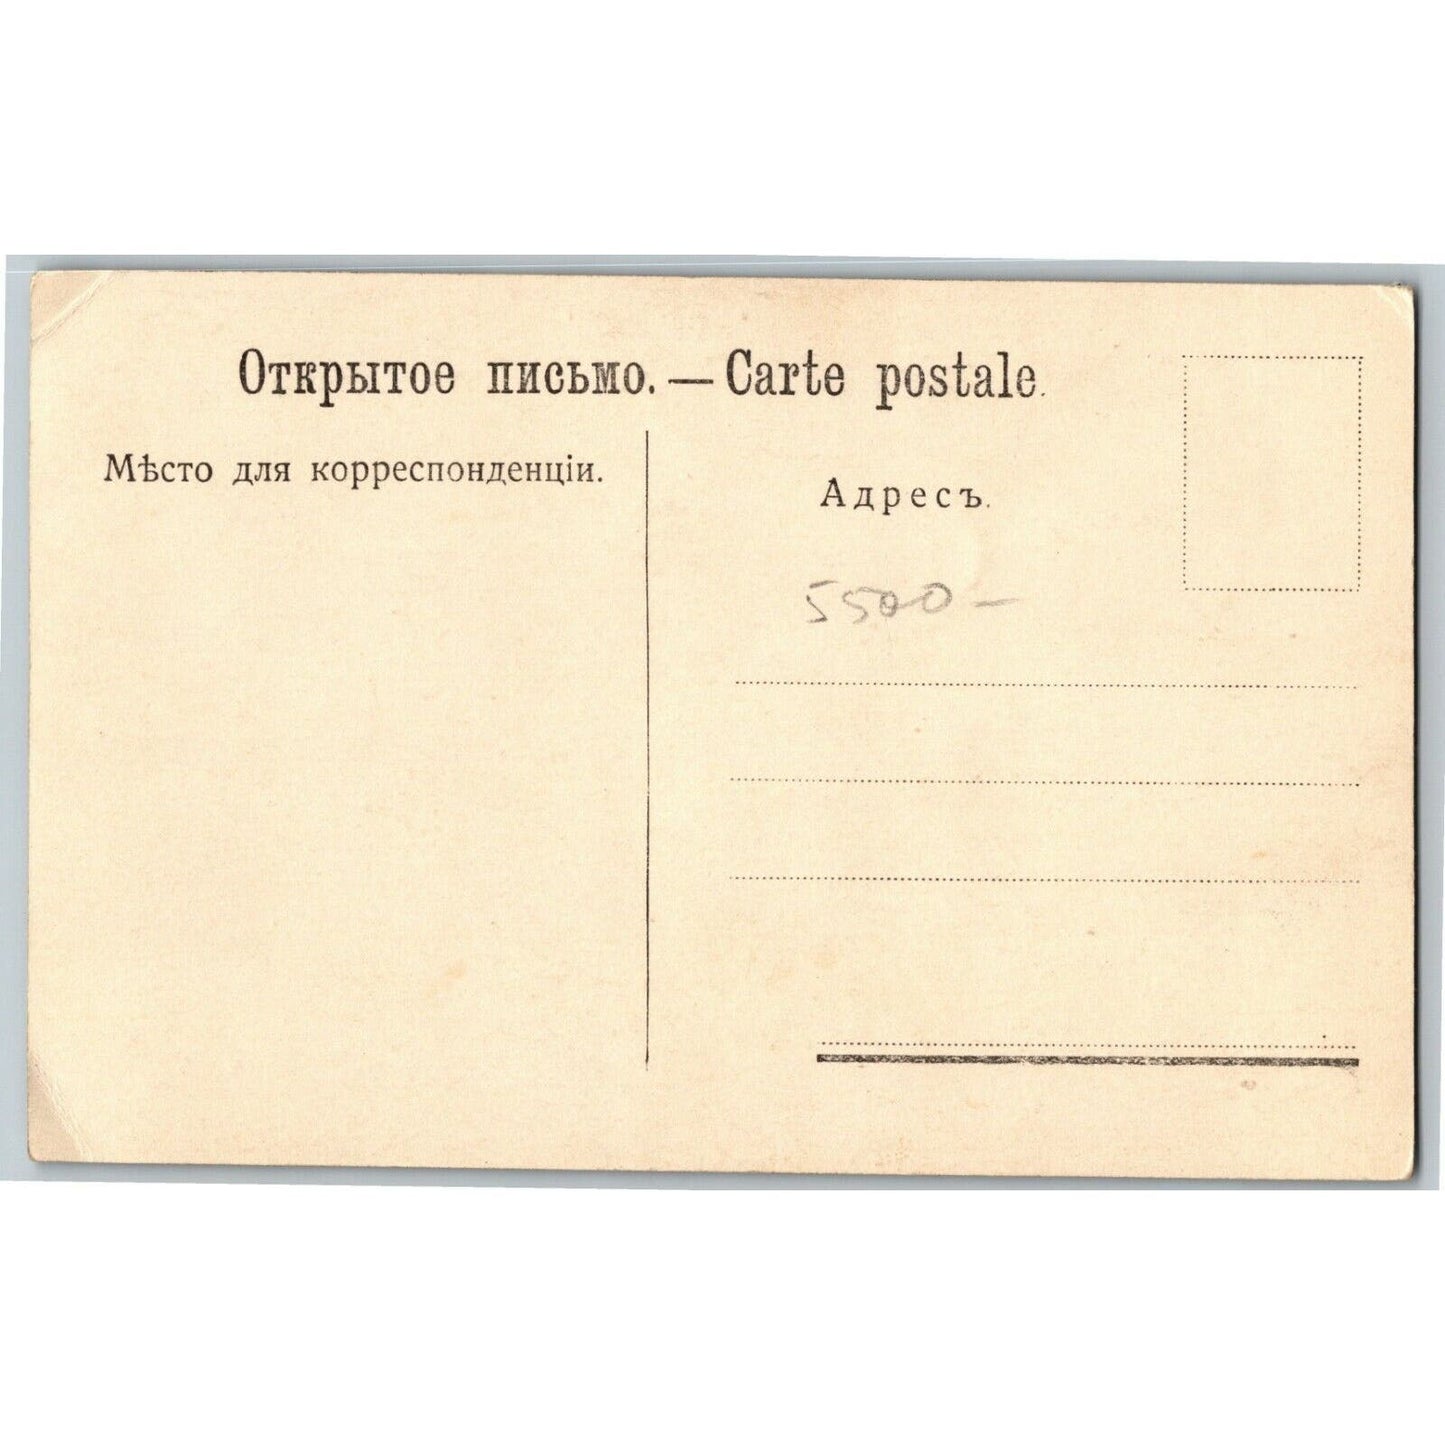 Открытое письмо. — Carte postale.
Мѣсто для корреспонденціи.
Адресъ.
5500 –